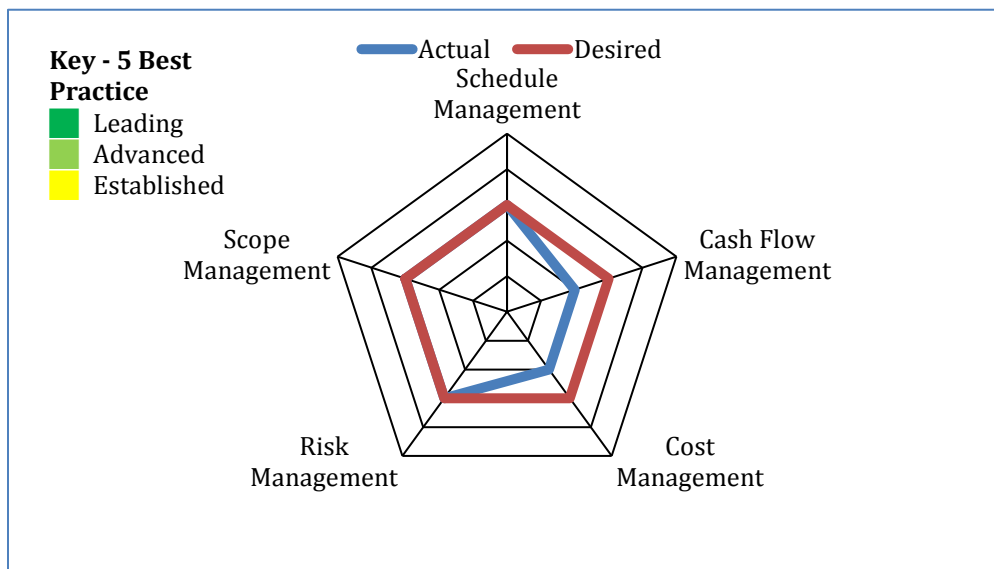 Key - 5 Best
Practice
Leading
Advanced
Established
Actual
Desired
Schedule
Management
Cash Flow
Management
Cost
Management
Risk
Management
Scope
Management